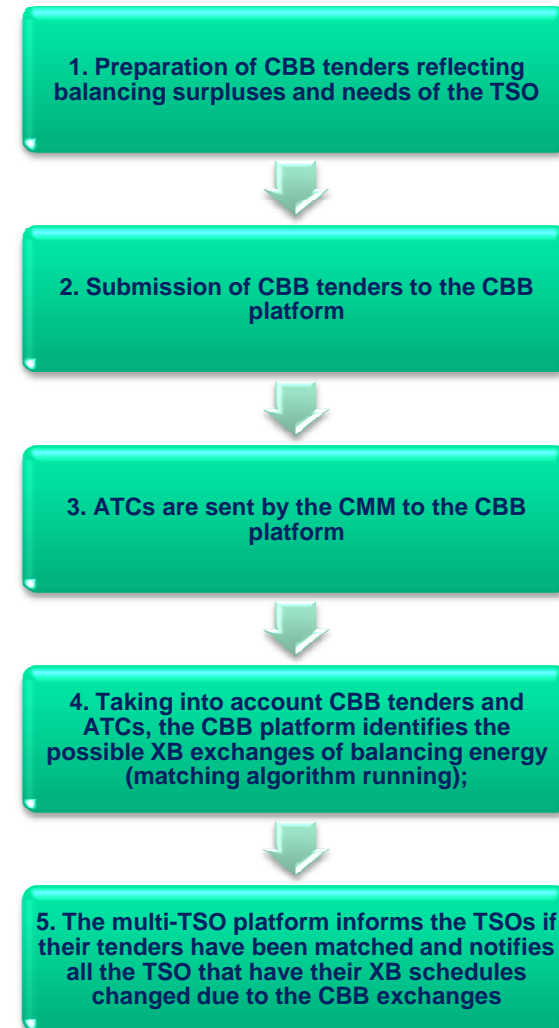 1. Preparation of CBB tenders reflecting
balancing surpluses and needs of the TSO
2. Submission of CBB tenders to the CBB
platform
3. ATCs are sent by the CMM to the CBB
platform
4. Taking into account CBB tenders and
ATCs, the CBB platform identifies the
possible XB exchanges of balancing energy
(matching algorithm running);
5. The multi-TSO platform informs the TSOs if
their tenders have been matched and notifies
all the TSO that have their XB schedules
changed due to the CBB exchanges